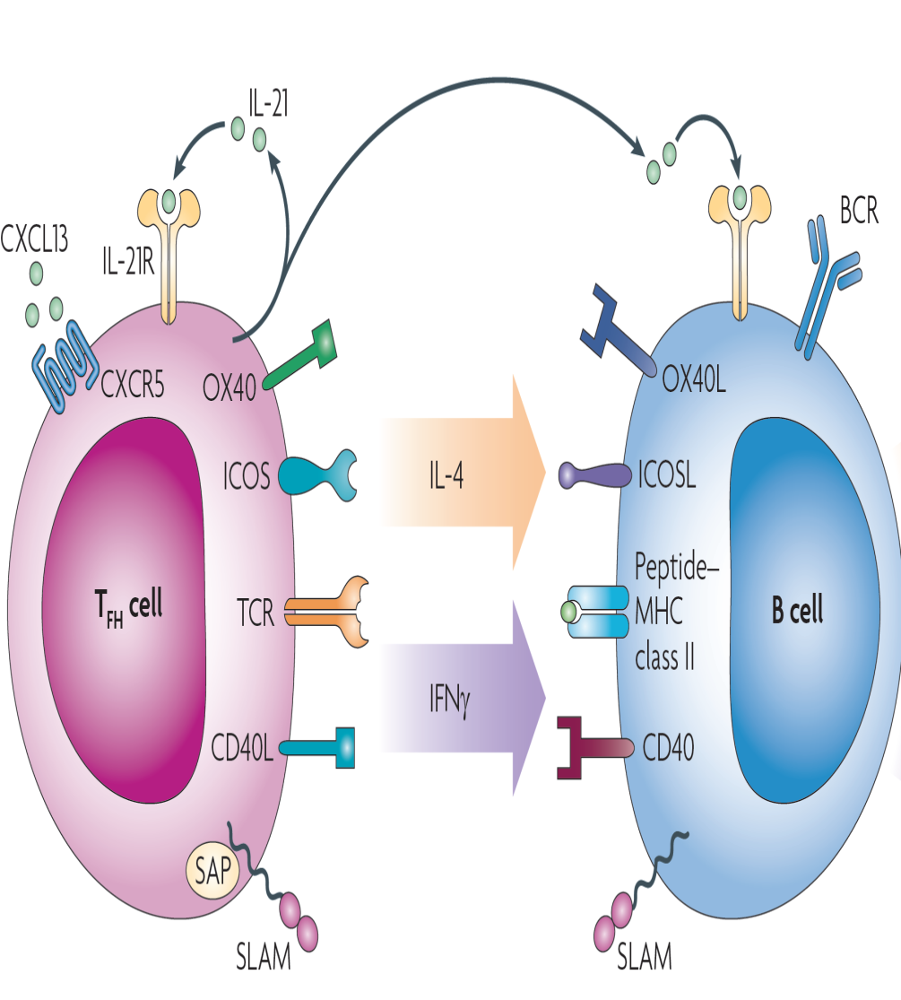 IL-21
CXCL13
IL-21R
BCR
CXCR5
OX40
OX40L
ICOS
IL-4
ICOSL
TCR
Peptide–
MHC
class II
TFH cell
B cell
IFNγ
CD40L
CD40
SAP
SLAM
SLAM